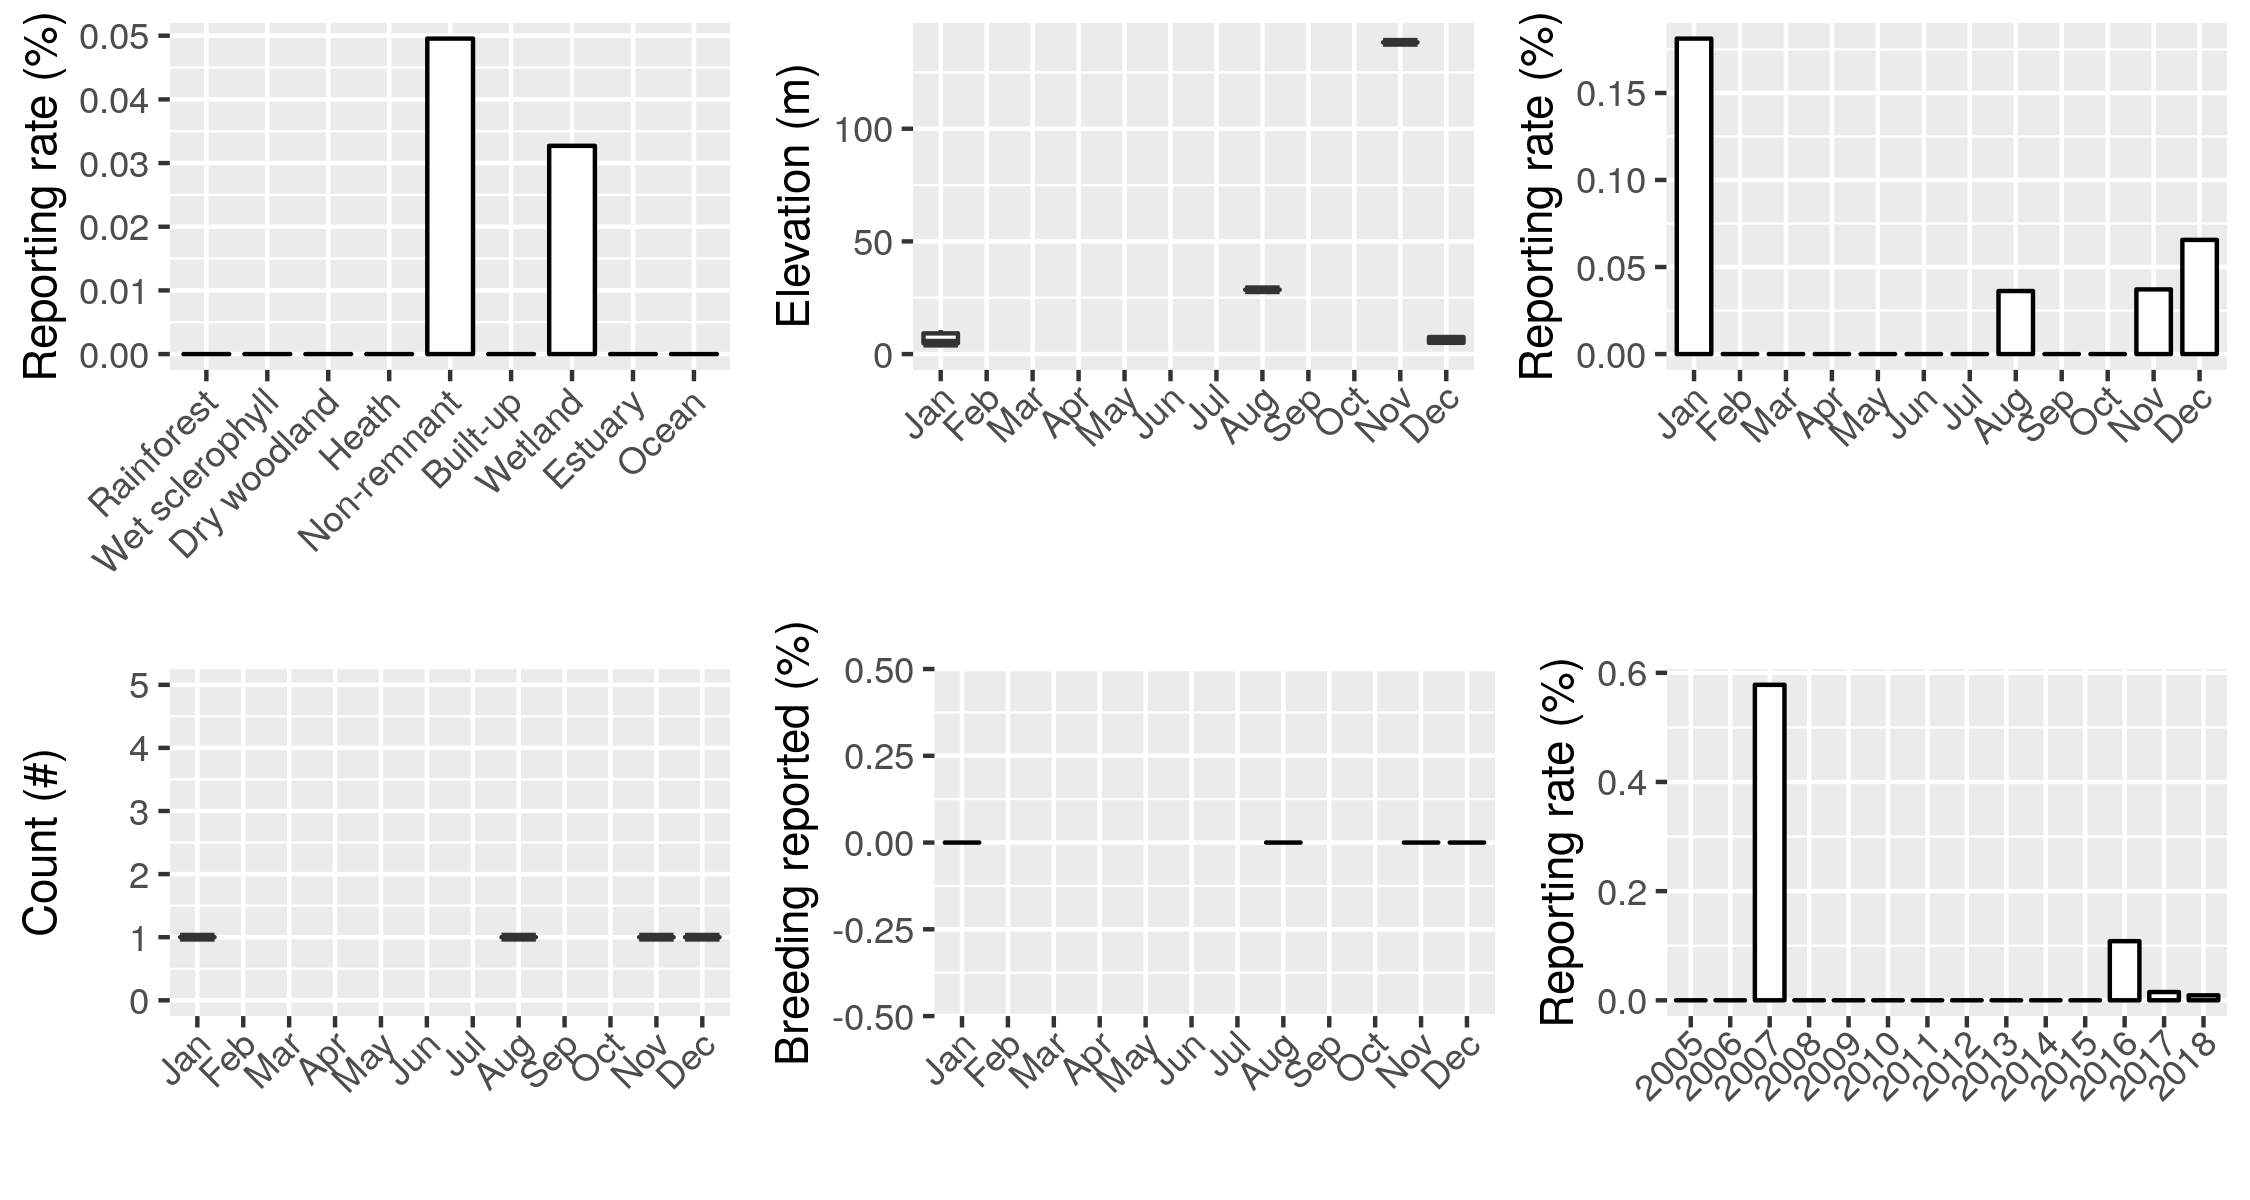 Reporting rate (%)
0.05
0.04
0.03
0.02
0.01
0.00
Rainforest
Wet sclerophyll
Dry woodland
Heath
Non-remnant
Built-up
Wetland
Estuary
Ocean
Elevation (m)
100
50
0
Jan
Feb
Mar
Apr
May
Jun
Jul
Aug
Sep
Oct
Nov
Dec
Reporting rate (%)
0.15
0.10
0.05
0.00
Jan
Feb
Mar
Apr
May
Jun
Jul
Aug
Sep
Oct
Nov
Dec
Count (#)
5
4
3
2
1
0
Jan
Feb
Mar
Apr
May
Jun
Jul
Aug
Sep
Oct
Nov
Dec
Breeding reported (%)
0.50
0.25
0.00
-0.25
-0.50
Jan
Feb
Mar
Apr
May
Jun
Jul
Aug
Sep
Oct
Nov
Dec
Reporting rate (%)
0.6
0.4
0.2
0.0
2005
2006
2007
2008
2009
2010
2011
2012
2013
2014
2015
2016
2017
2018